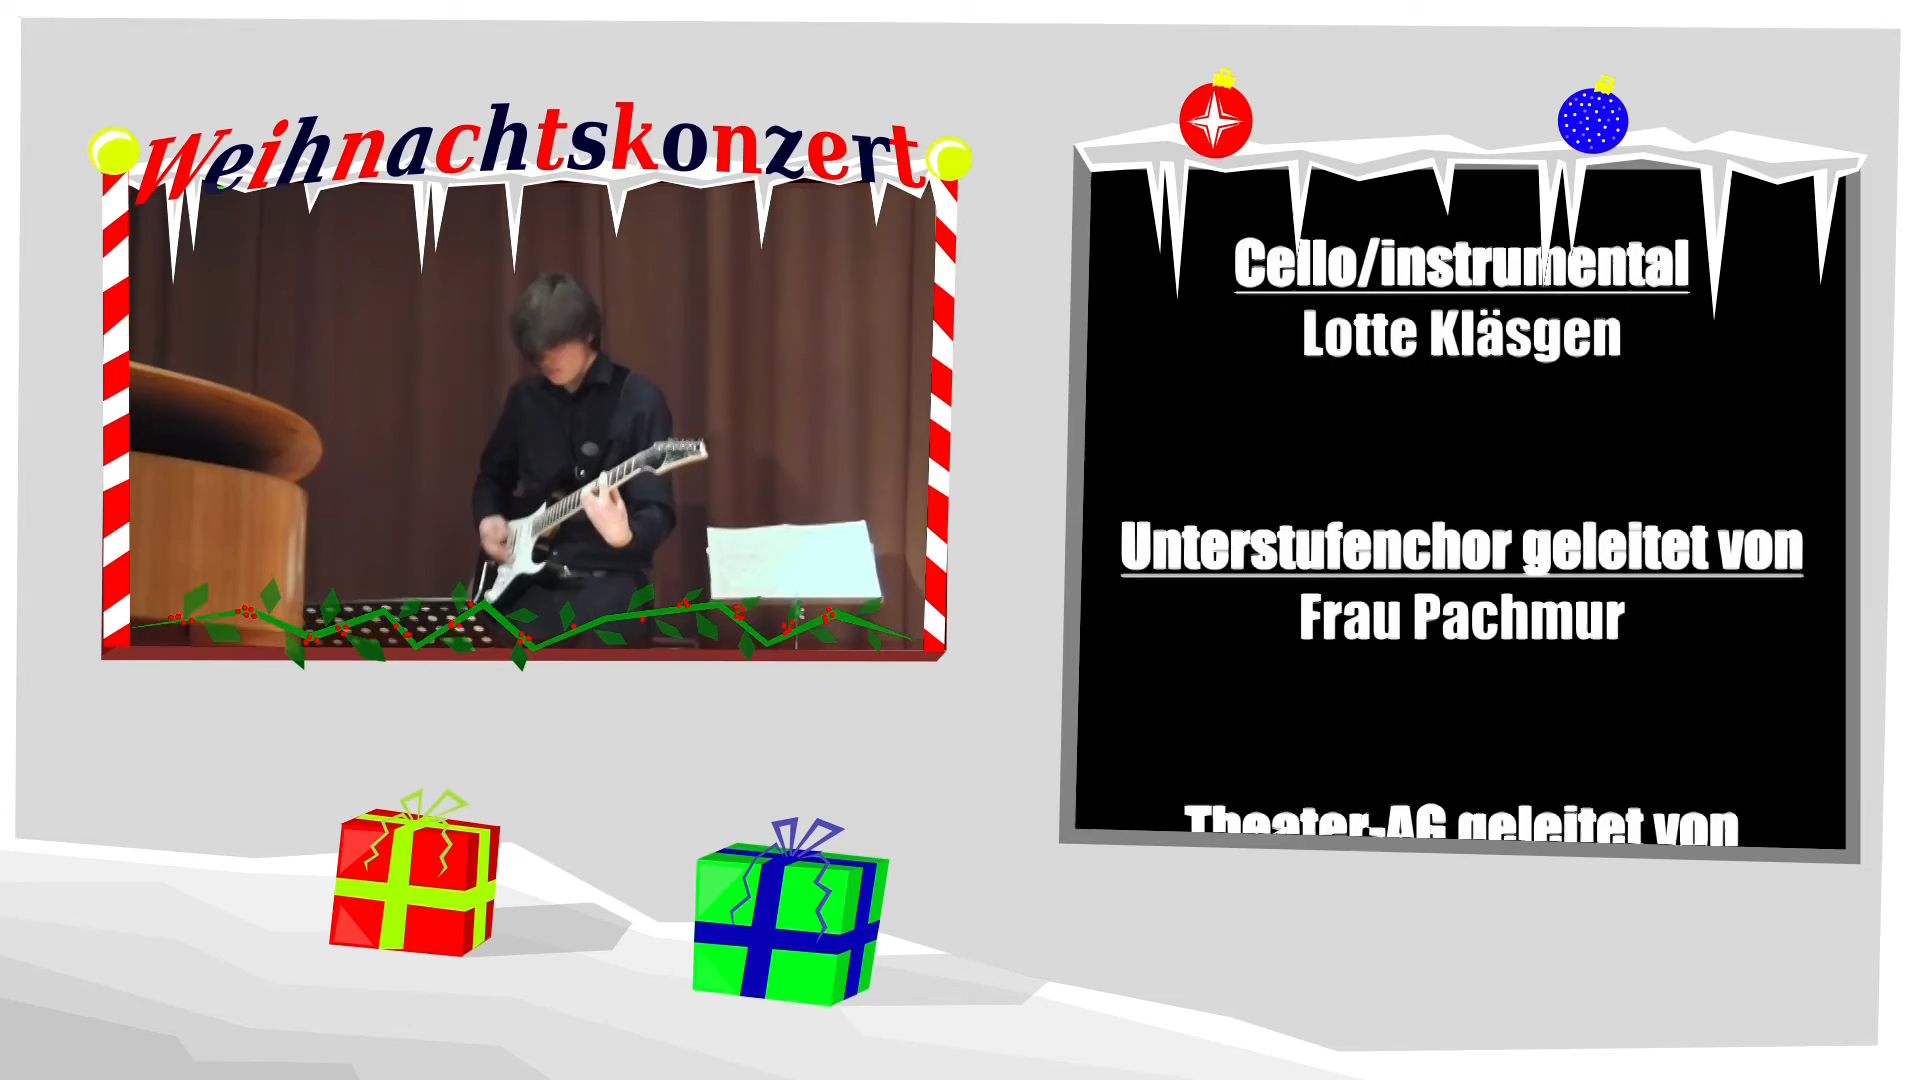 Weihnachtskonzert
Cello/instrumental
Lotte Kläsgen
Unterstufenchor geleitet von
Frau Pachmur
Theater-AG geleitet von